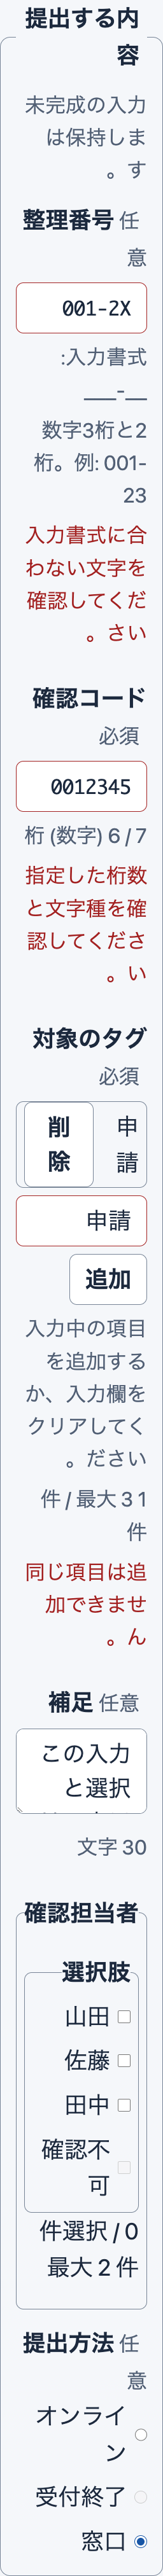 提出する内
容
未完成の入力
は保持しま
す。
整理番号 任
意
001-2X
入力書式:
___-__
数字3桁と2
桁。例: 001-
23
入力書式に合
わない文字を
確認してくだ
さい。
確認コード
必須
0012345
7 / 6 桁 (数字)
指定した桁数
と文字種を確
認してくださ
い。
対象のタグ
必須
申
請
削
除
申請
追加
入力中の項目
を追加する
か、入力欄を
クリアしてく
ださい。
1 件 / 最大 3
件
同じ項目は追
加できませ
ん。
補足 任意
この入力
と選択
30 文字
確認担当者
選択肢
山田
佐藤
田中
確認不
可
0 件選択 /
最大 2 件
提出方法 任
意
オンライ
ン
受付終了
窓口